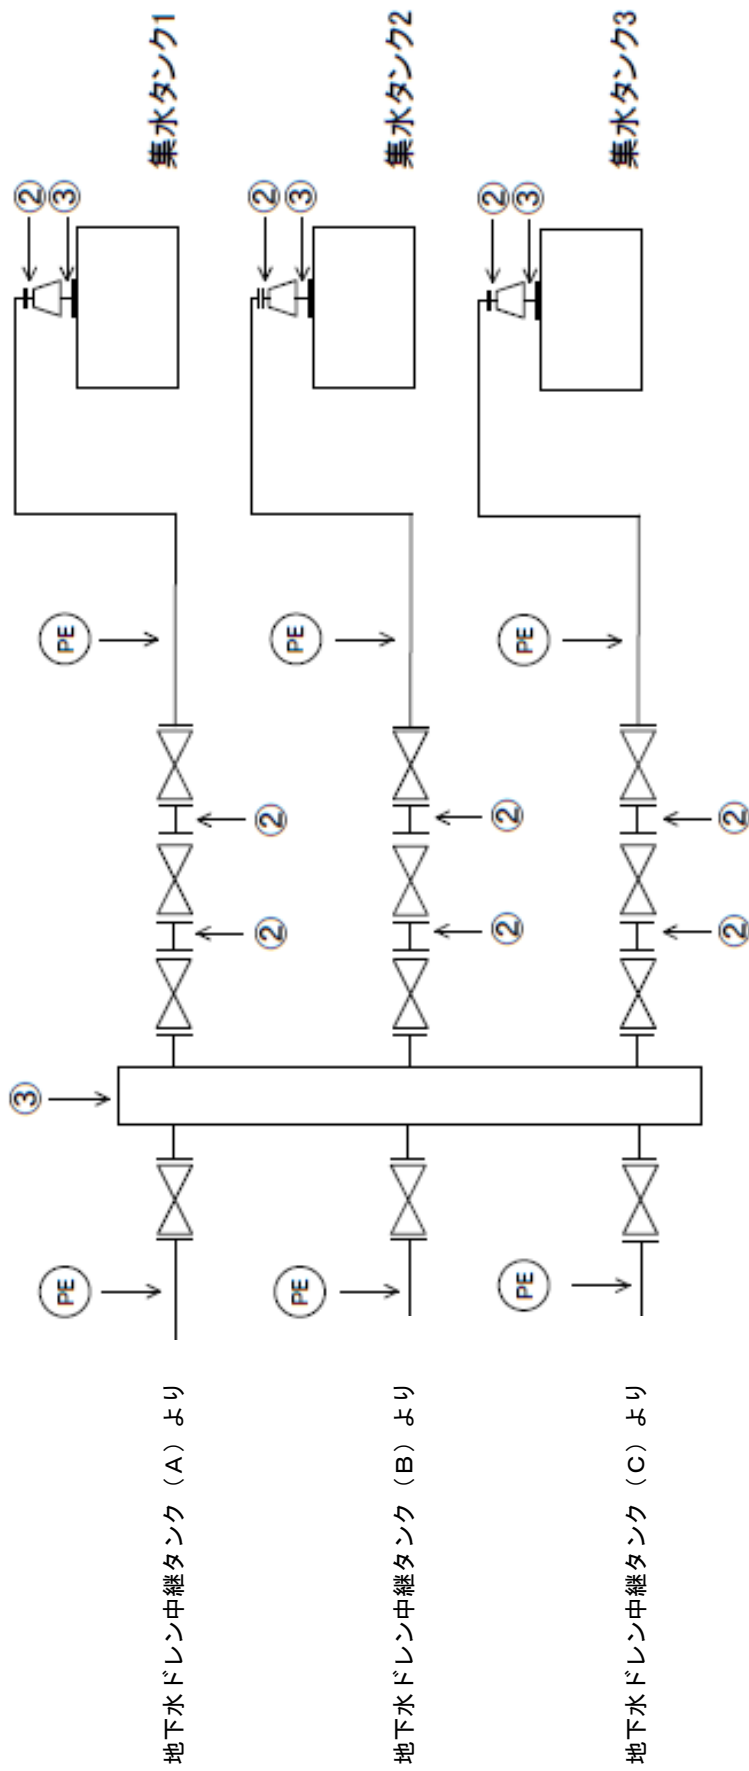 地下水ドレン中継タンク（A）より
PE
③
②
②
PE
②
③
集水タンク1
地下水ドレン中継タンク（B）より
PE
②
②
PE
②
③
集水タンク2
地下水ドレン中継タンク（C）より
PE
②
②
PE
②
③
集水タンク3